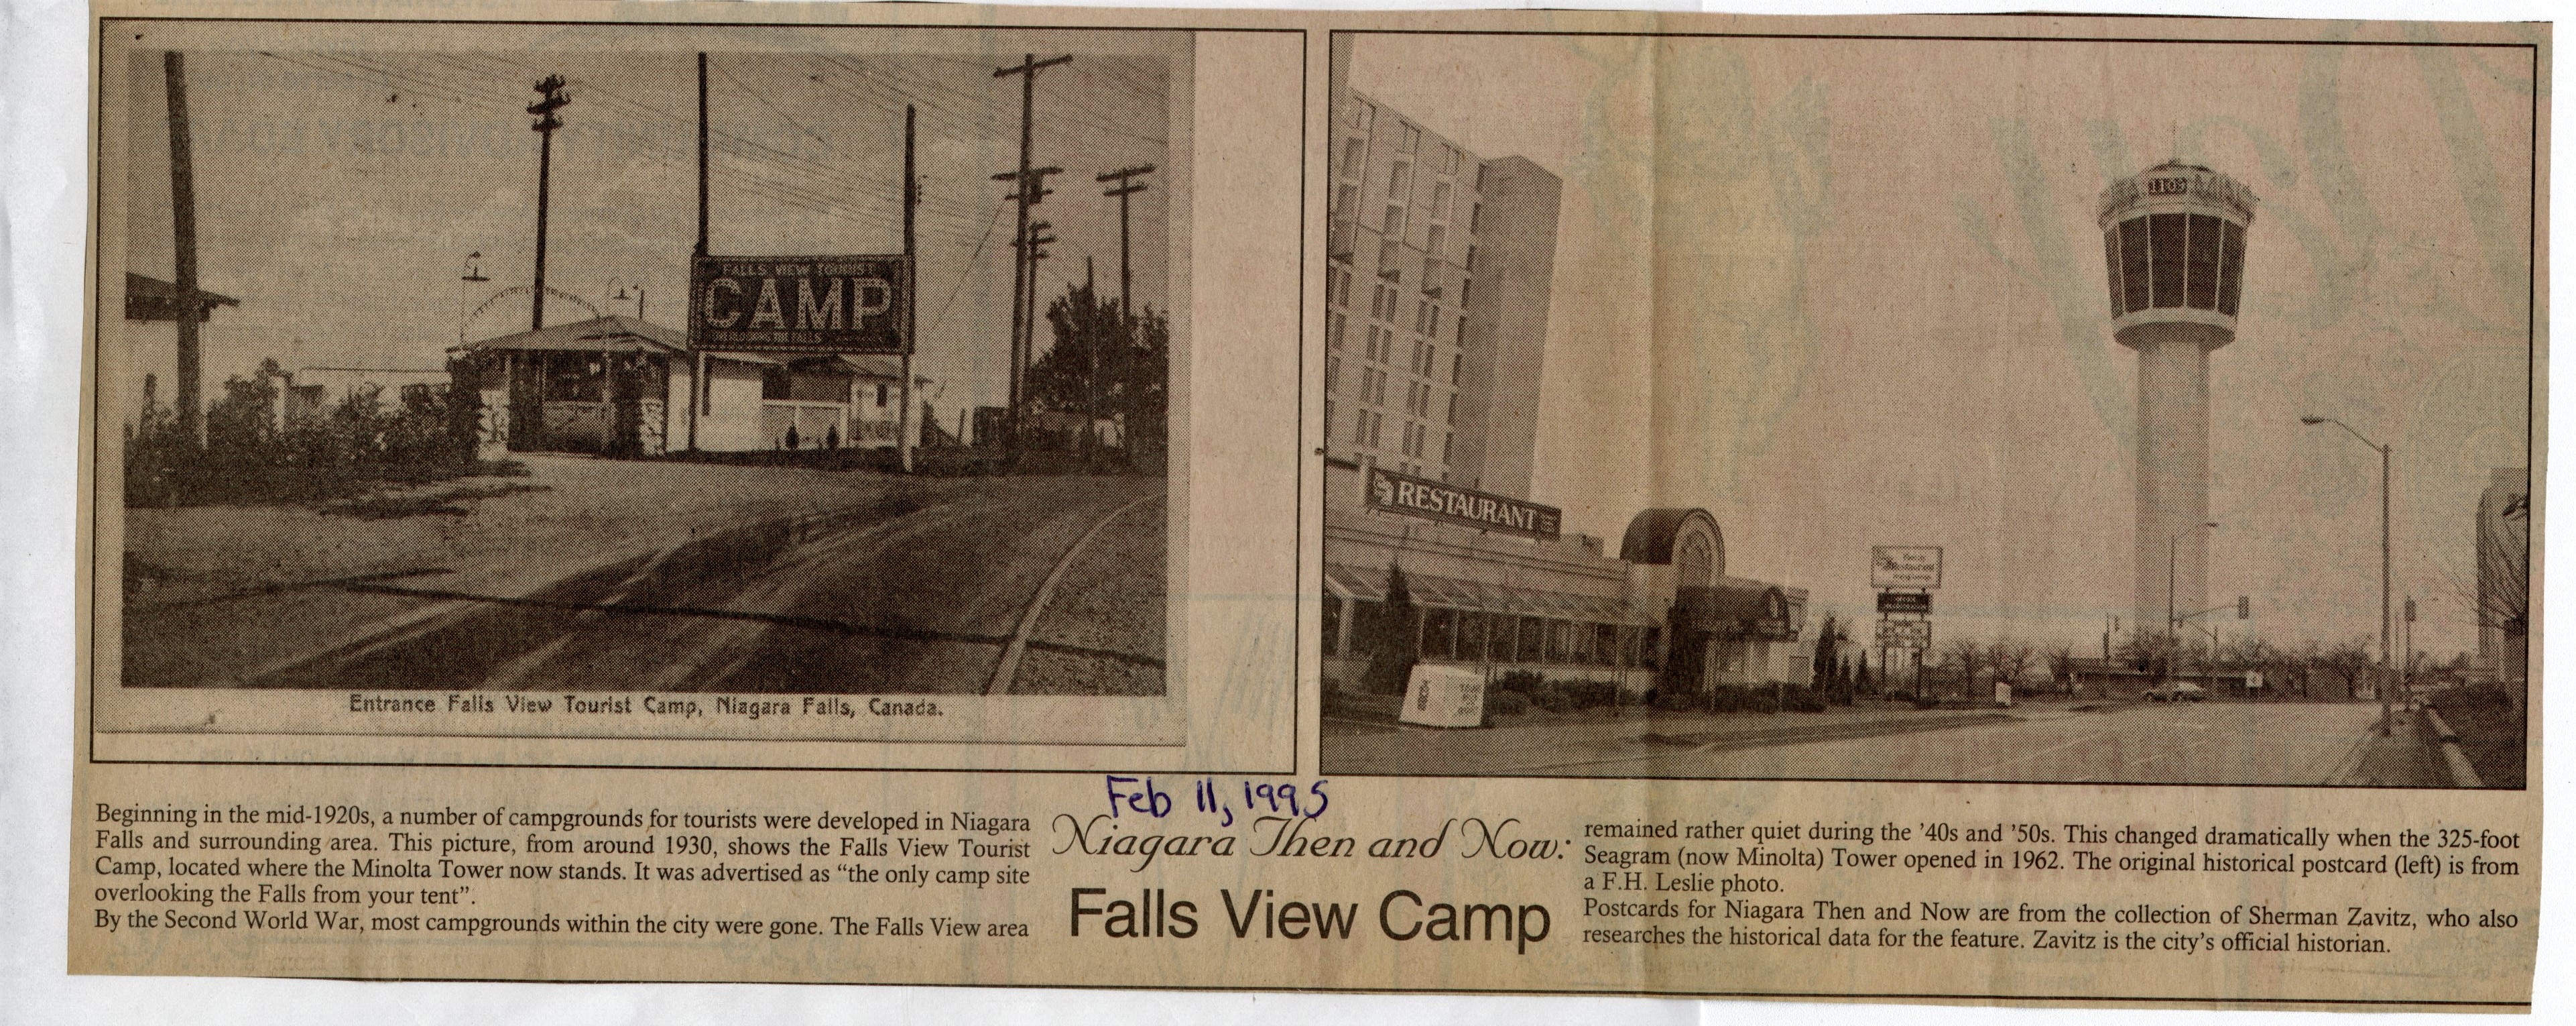 FALLS VIEW TOURIST
CAMP
OVERLOOKING THE FALLS
Entrance Falls View Tourist Camp, Niagara Falls, Canada.
1105
RESTAURANT
Restaurant
Feb 11, 1995
Beginning in the mid-1920s, a number of campgrounds for tourists were developed in Niagara
Falls and surrounding area. This picture, from around 1930, shows the Falls View Tourist
Camp, located where the Minolta Tower now stands. It was advertised as “the only camp site
overlooking the Falls from your tent”.
By the Second World War, most campgrounds within the city were gone. The Falls View area
Niagara Then and Now:
Falls View Camp
remained rather quiet during the ’40s and ’50s. This changed dramatically when the 325-foot
Seagram (now Minolta) Tower opened in 1962. The original historical postcard (left) is from
a F.H. Leslie photo.
Postcards for Niagara Then and Now are from the collection of Sherman Zavitz, who also
researches the historical data for the feature. Zavitz is the city’s official historian.